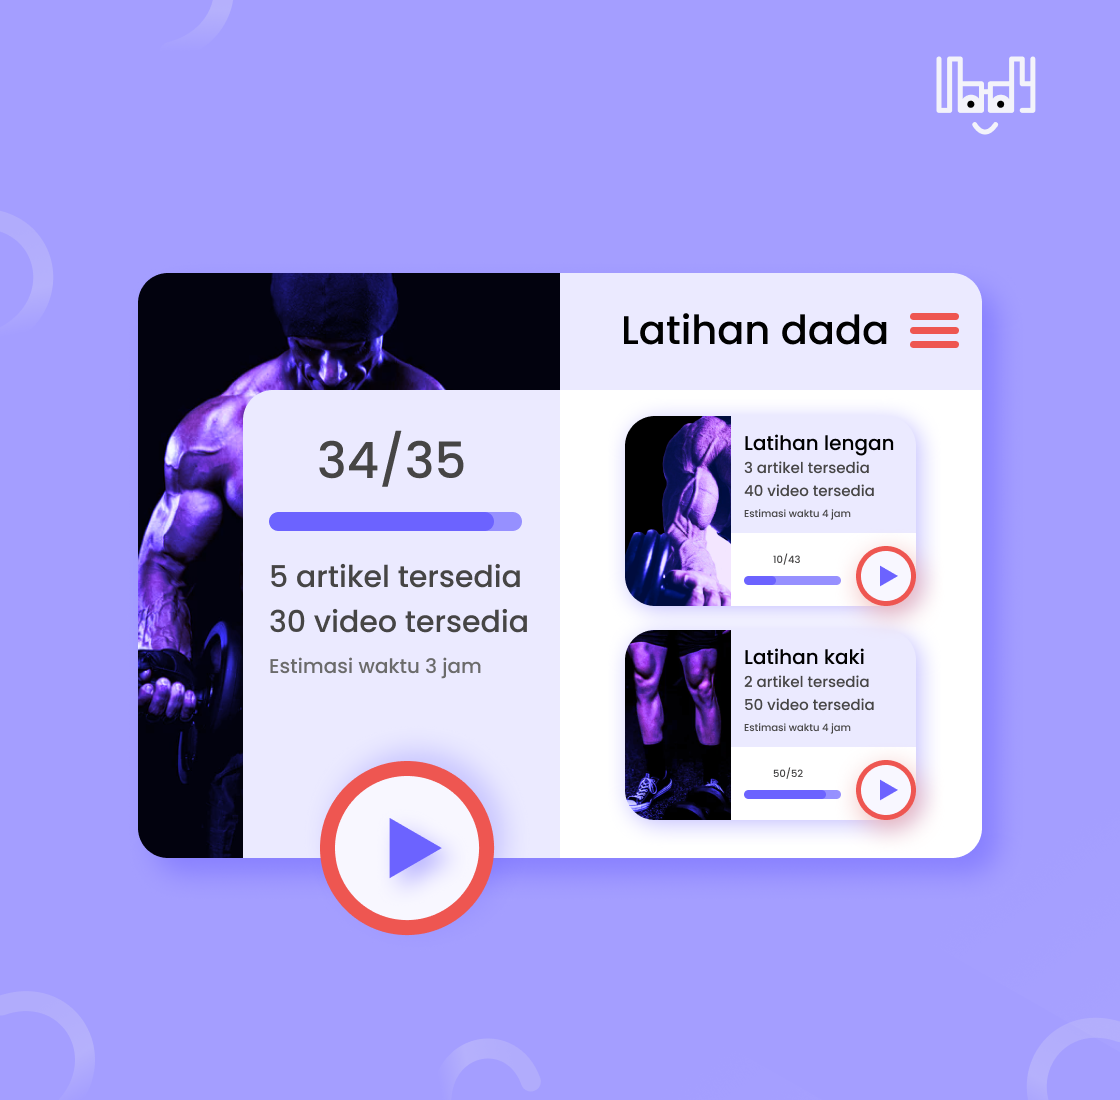 Latihan dada
34/35
5 artikel tersedia
30 video tersedia
Estimasi waktu 3 jam
Latihan lengan
3 artikel tersedia
40 video tersedia
Estimasi waktu 4 jam
10/43
Latihan kaki
2 artikel tersedia
50 video tersedia
Estimasi waktu 4 jam
50/52